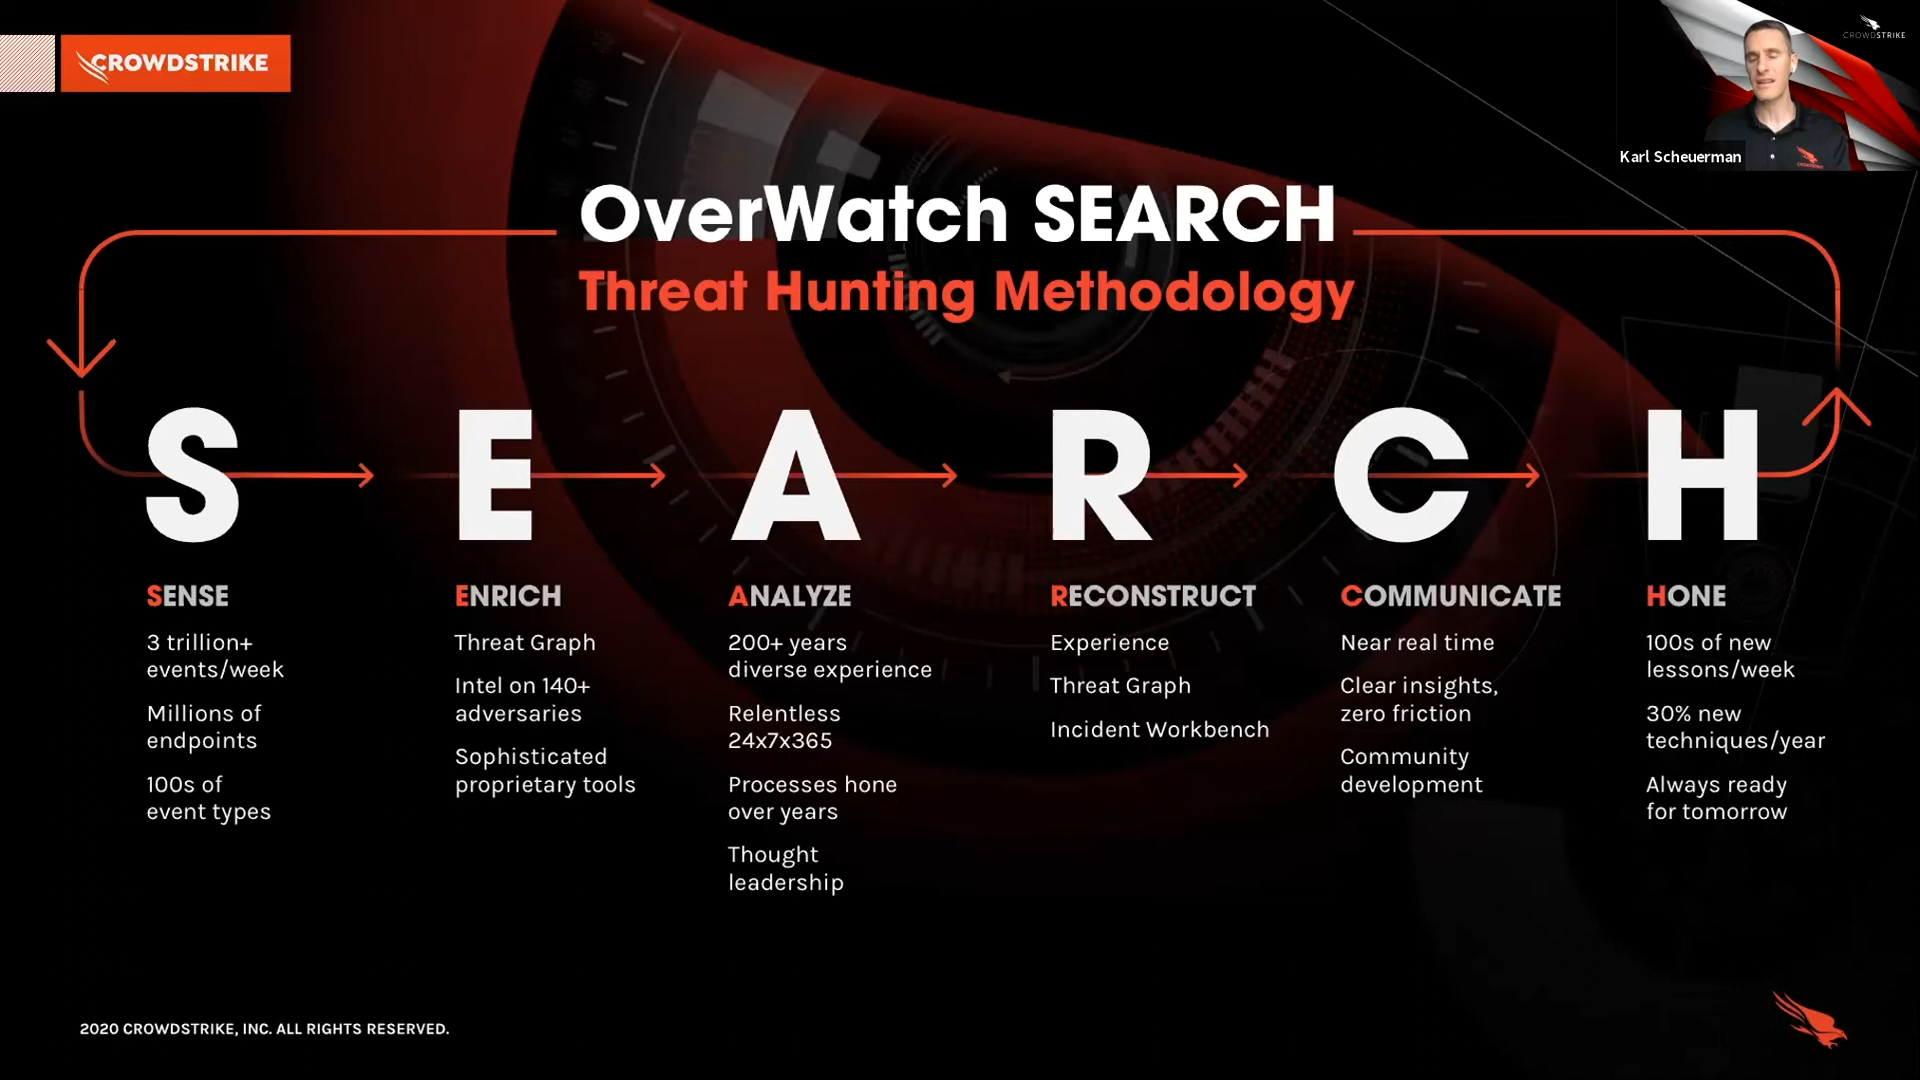 CROWDSTRIKE
CROWDSTRIKE
Karl Scheuerman
CROWDSTRIKE
OverWatch SEARCH
Threat Hunting Methodology
S E A R C H
SENSE
3 trillion+
events/week
Millions of
endpoints
100s of
event types
ENRICH
Threat Graph
Intel on 140+
adversaries
Sophisticated
proprietary tools
ANALYZE
200+ years
diverse experience
Relentless
24x7x365
Processes hone
over years
Thought
leadership
RECONSTRUCT
Experience
Threat Graph
Incident Workbench
COMMUNICATE
Near real time
Clear insights,
zero friction
Community
development
HONE
100s of new
lessons/week
30% new
techniques/year
Always ready
for tomorrow
2020 CROWDSTRIKE, INC. ALL RIGHTS RESERVED.